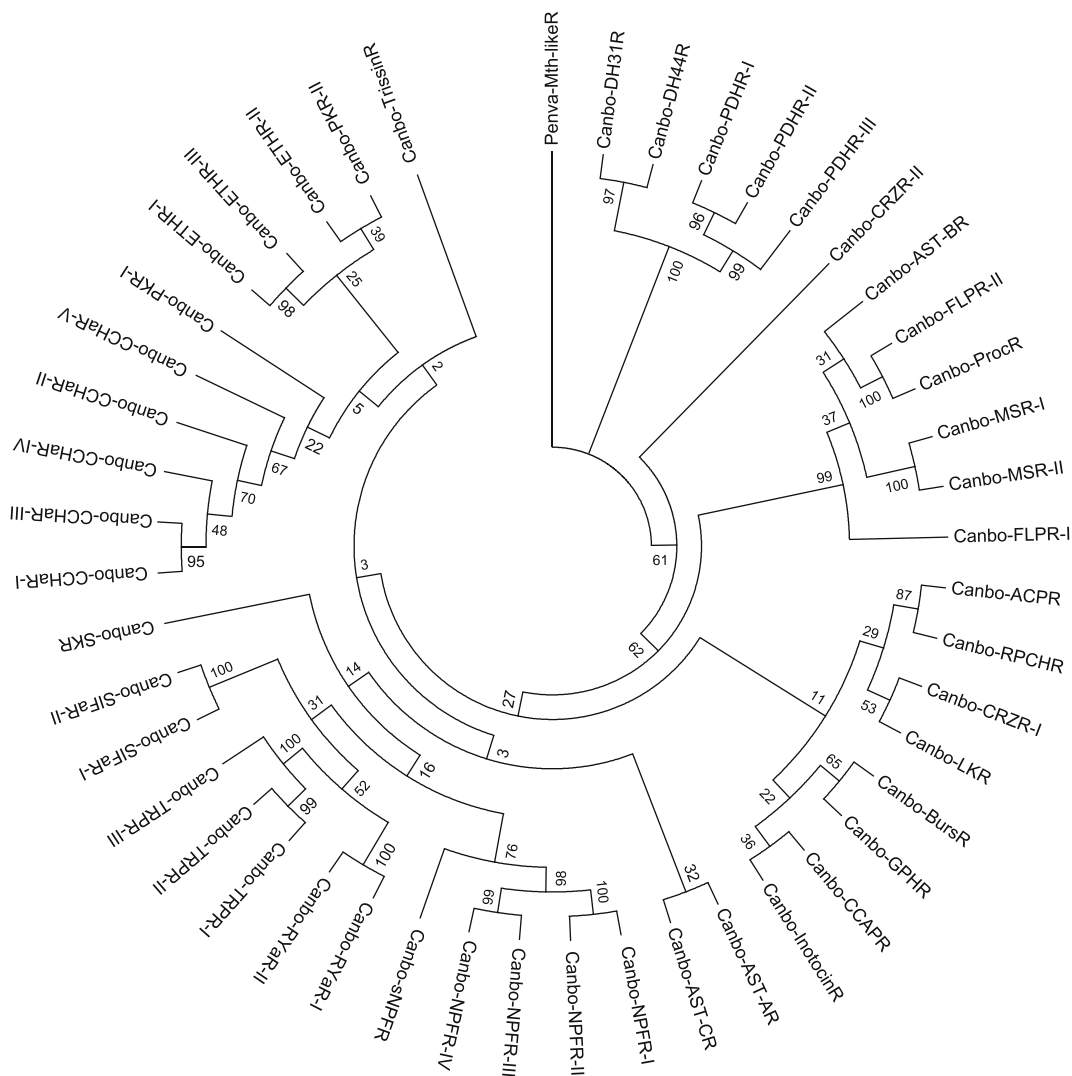 Penva-Mth-likeR
Canbo-DH31R
Canbo-DH44R
Canbo-PDHR-I
Canbo-PDHR-II
Canbo-PDHR-III
Canbo-CRZR-II
Canbo-AST-BR
Canbo-FLPR-II
Canbo-ProcR
Canbo-MSR-I
Canbo-MSR-II
Canbo-FLPR-I
Canbo-ACPR
Canbo-RPCHR
Canbo-CRZR-I
Canbo-LKR
Canbo-BursR
Canbo-GPHR
Canbo-CCAPR
Canbo-InotocinR
Canbo-AST-AR
Canbo-AST-CR
Canbo-NPFR-I
Canbo-NPFR-II
Canbo-NPFR-III
Canbo-NPFR-IV
Canbo-sNPFR
Canbo-RYaR-I
Canbo-RYaR-II
Canbo-TRPR-I
Canbo-TRPR-II
Canbo-TRPR-III
Canbo-SIFaR-I
Canbo-SIFaR-II
Canbo-SKR
Canbo-CCHaR-I
Canbo-CCHaR-III
Canbo-CCHaR-IV
Canbo-CCHaR-II
Canbo-CCHaR-V
Canbo-PKR-I
Canbo-ETHR-I
Canbo-ETHR-III
Canbo-ETHR-II
Canbo-PKR-II
Canbo-TrissinR
97
96
99
100
61
31
100
37
100
99
62
87
29
53
11
65
22
36
27
32
3
100
98
99
76
16
100
52
99
100
31
100
14
3
95
48
70
67
22
98
25
39
5
2